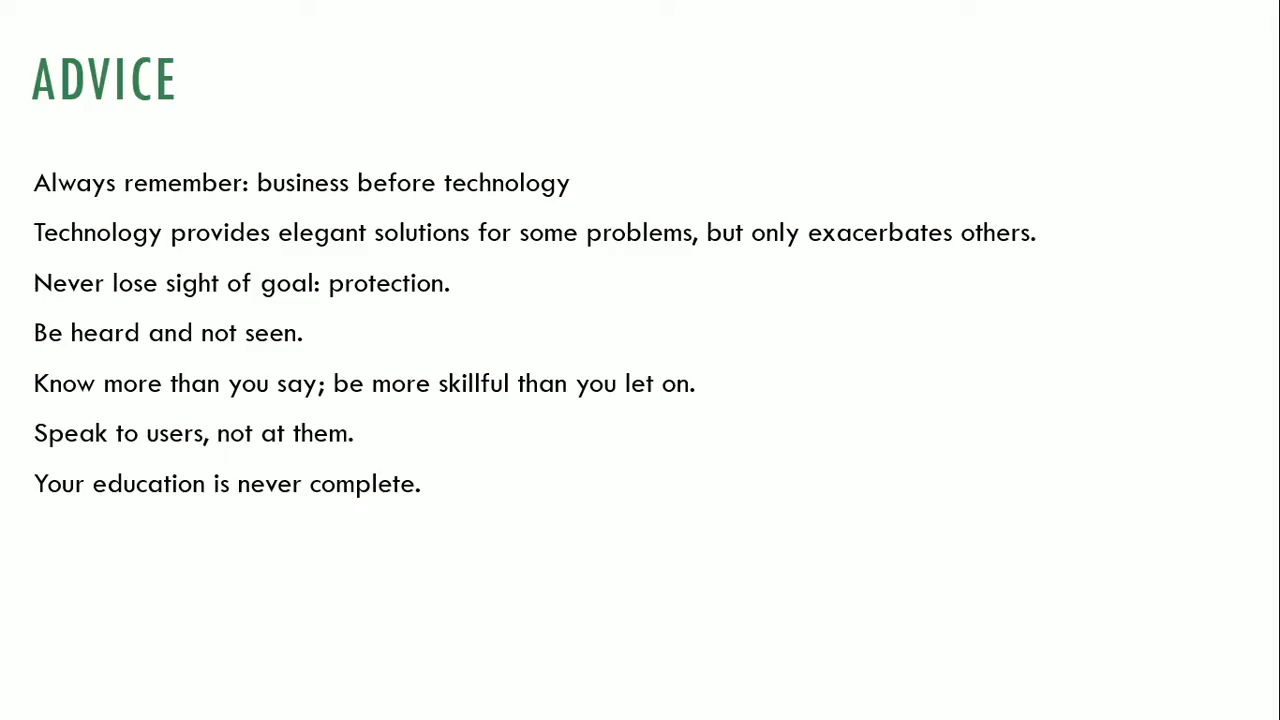 ADVICE
Always remember: business before technology
Technology provides elegant solutions for some problems, but only exacerbates others.
Never lose sight of goal: protection.
Be heard and not seen.
Know more than you say; be more skillful than you let on.
Speak to users, not at them.
Your education is never complete.